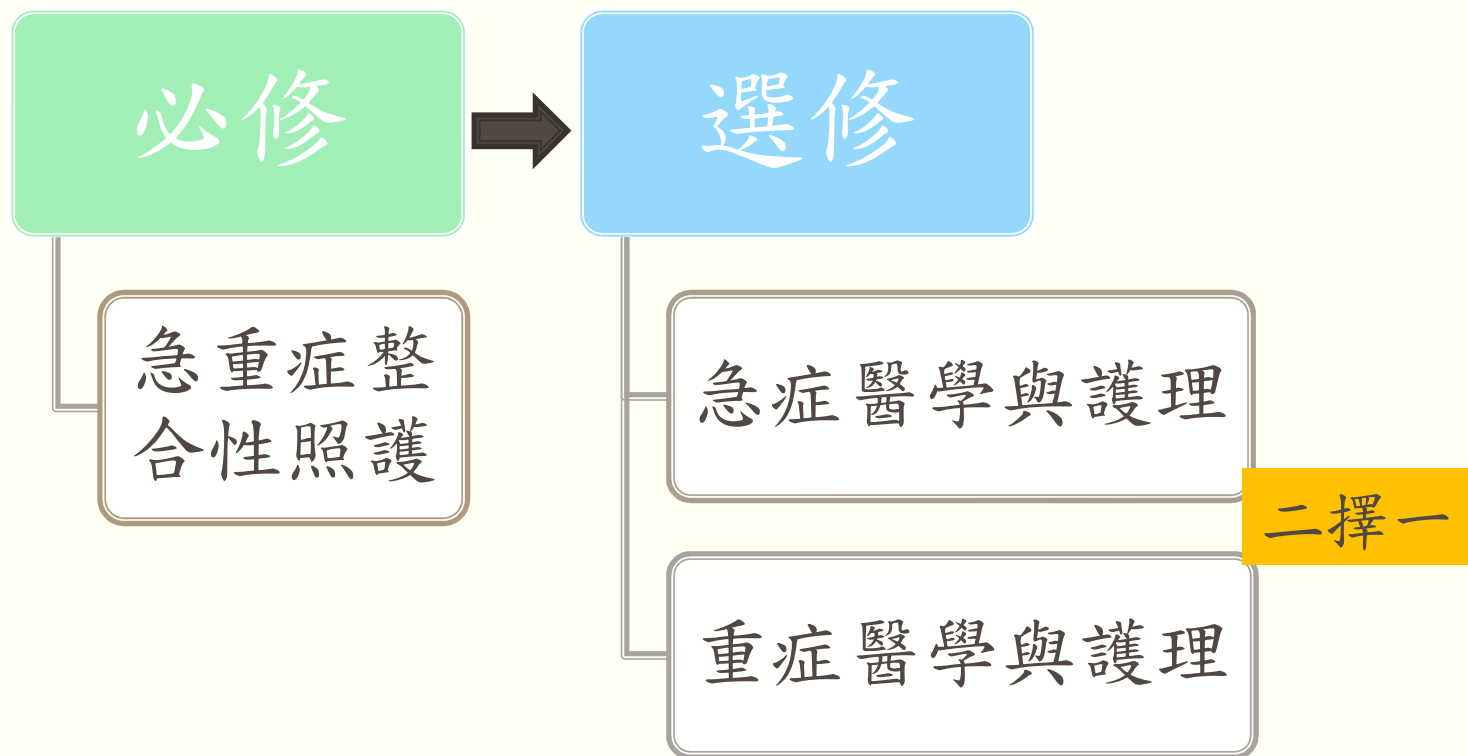 必修
選修
急重症整
合性照護
急症醫學與護理
二擇一
重症醫學與護理